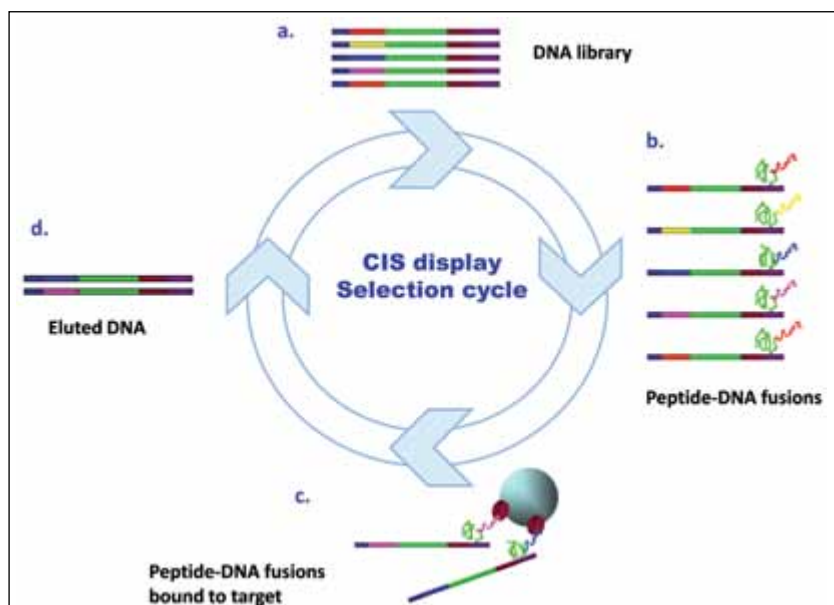 a.
DNA library
b.
Peptide-DNA fusions
c.
Peptide-DNA fusions
bound to target
d.
Eluted DNA
CIS display
Selection cycle